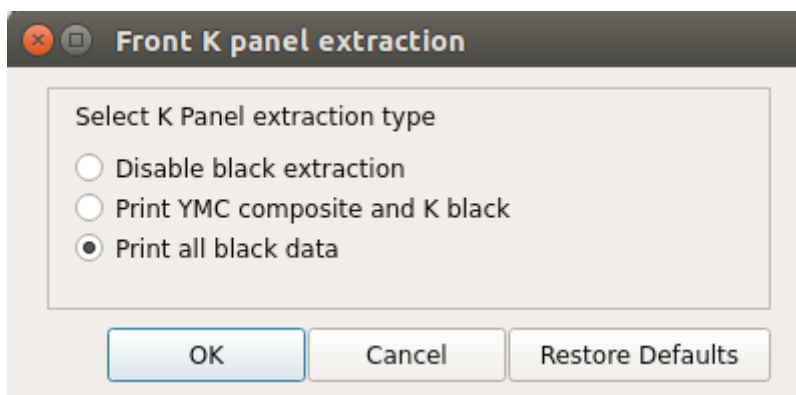 Front K panel extraction
Select K Panel extraction type
Disable black extraction
Print YMC composite and K black
Print all black data
OK Cancel Restore Defaults